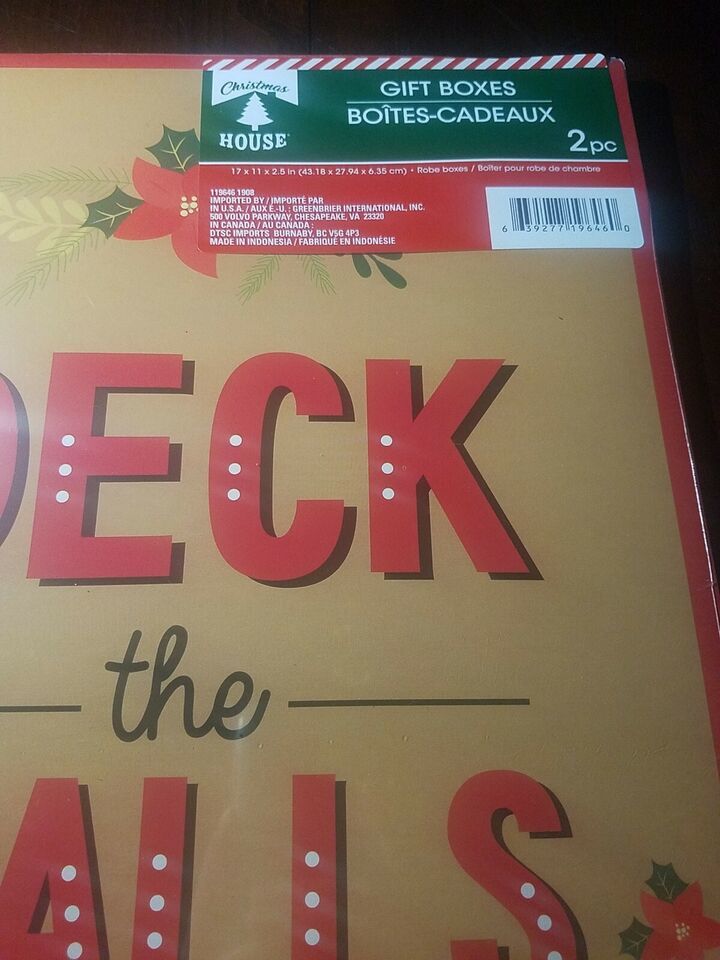 Christmas
HOUSE
GIFT BOXES
BOÎTES-CADEAUX
2pc
17 x 11 x 2.5 in (43.18 x 27.94 x 6.35 cm) • Robe boxes / Boîter pour robe de chambre
119646 1908
IMPORTED BY / IMPORTÉ PAR
IN U.S.A. / AUX É.-U. : GREENBRIER INTERNATIONAL, INC.
500 VOLVO PARKWAY, CHESAPEAKE, VA 23320
IN CANADA / AU CANADA :
DTSC IMPORTS BURNABY, BC V5G 4P3
MADE IN INDONESIA / FABRIQUÉ EN INDONÉSIE
6 39277 19646 0
DECK
the
ALLS